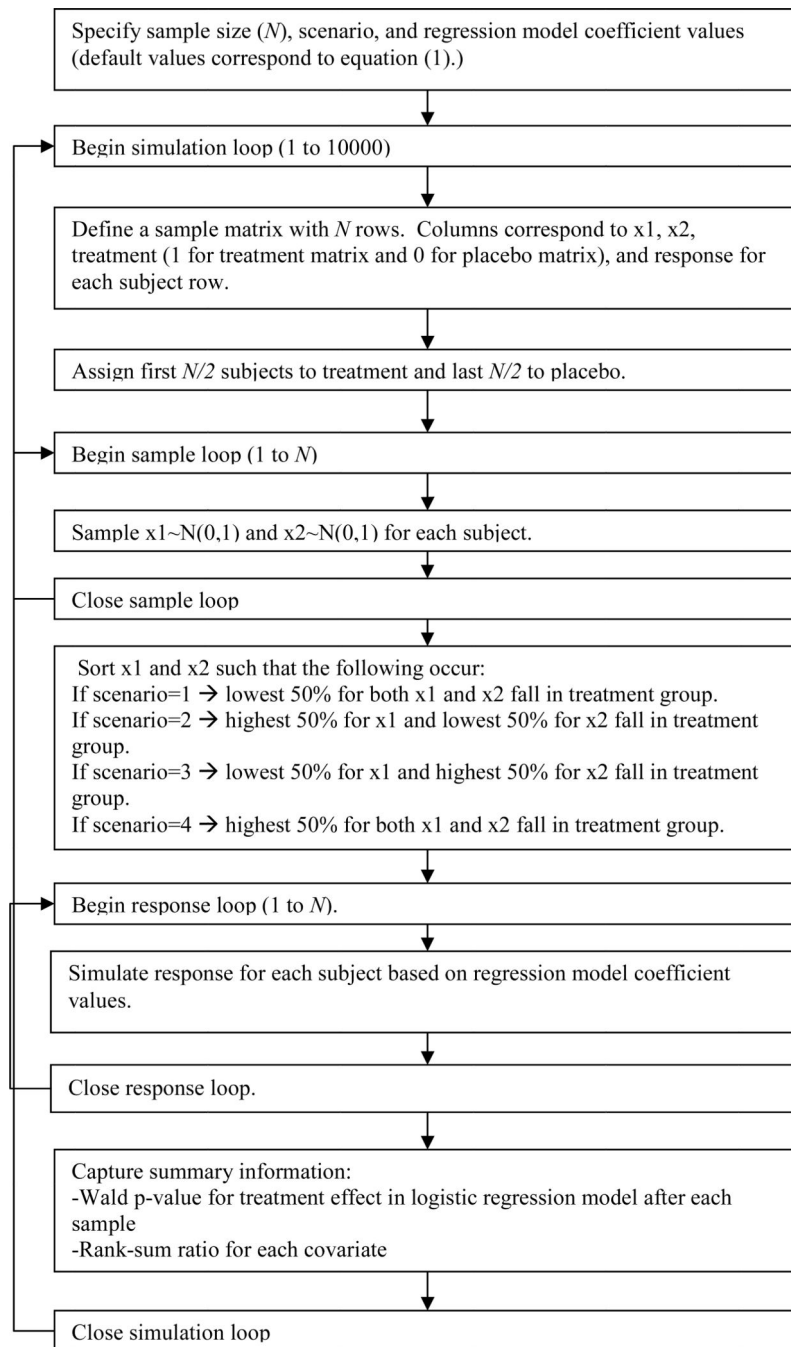 Specify sample size (N), scenario, and regression model coefficient values
(default values correspond to equation (1).)
Begin simulation loop (1 to 10000)
Define a sample matrix with N rows.  Columns correspond to x1, x2,
treatment (1 for treatment matrix and 0 for placebo matrix), and response for
each subject row.
Assign first N/2 subjects to treatment and last N/2 to placebo.
Begin sample loop (1 to N)
Sample x1~N(0,1) and x2~N(0,1) for each subject.
Close sample loop
Sort x1 and x2 such that the following occur:
If scenario=1 → lowest 50% for both x1 and x2 fall in treatment group.
If scenario=2 → highest 50% for x1 and lowest 50% for x2 fall in treatment
group.
If scenario=3 → lowest 50% for x1 and highest 50% for x2 fall in treatment
group.
If scenario=4 → highest 50% for both x1 and x2 fall in treatment group.
Begin response loop (1 to N).
Simulate response for each subject based on regression model coefficient
values.
Close response loop.
Capture summary information:
-Wald p-value for treatment effect in logistic regression model after each
sample
-Rank-sum ratio for each covariate
Close simulation loop